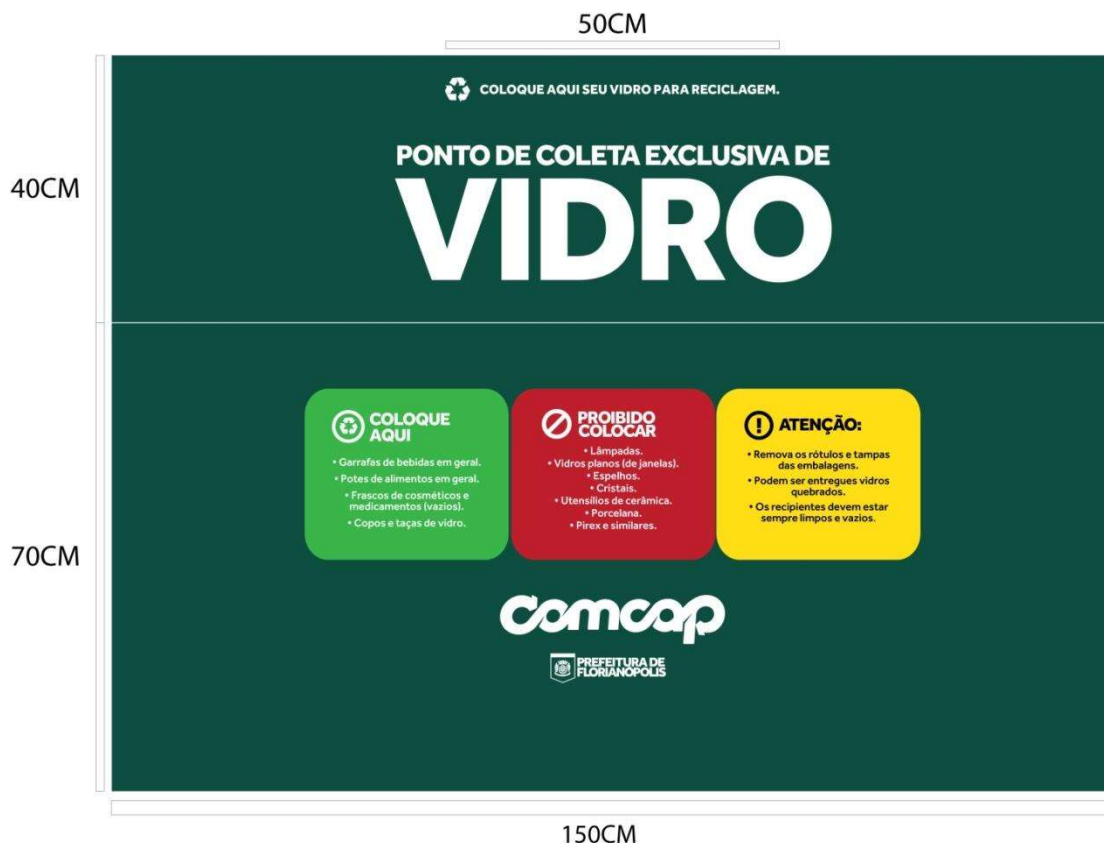 50CM
COLOQUE AQUI SEU VIDRO PARA RECICLAGEM.
PONTO DE COLETA EXCLUSIVA DE
VIDRO
40CM
COLOQUE
AQUI
• Garrafas de bebidas em geral.
• Potes de alimentos em geral.
• Frascos de cosméticos e
medicamentos (vazios).
• Copos e taças de vidro.
PROIBIDO
COLOCAR
• Lâmpadas.
• Vidros planos (de janelas).
• Espelhos.
• Cristais.
• Utensílios de cerâmica.
• Porcelana.
• Pirex e similares.
ATENÇÃO:
• Remova os rótulos e tampas
das embalagens.
• Podem ser entregues vidros
quebrados.
• Os recipientes devem estar
sempre limpos e vazios.
70CM
comcap
PREFEITURA DE
FLORIANÓPOLIS
150CM